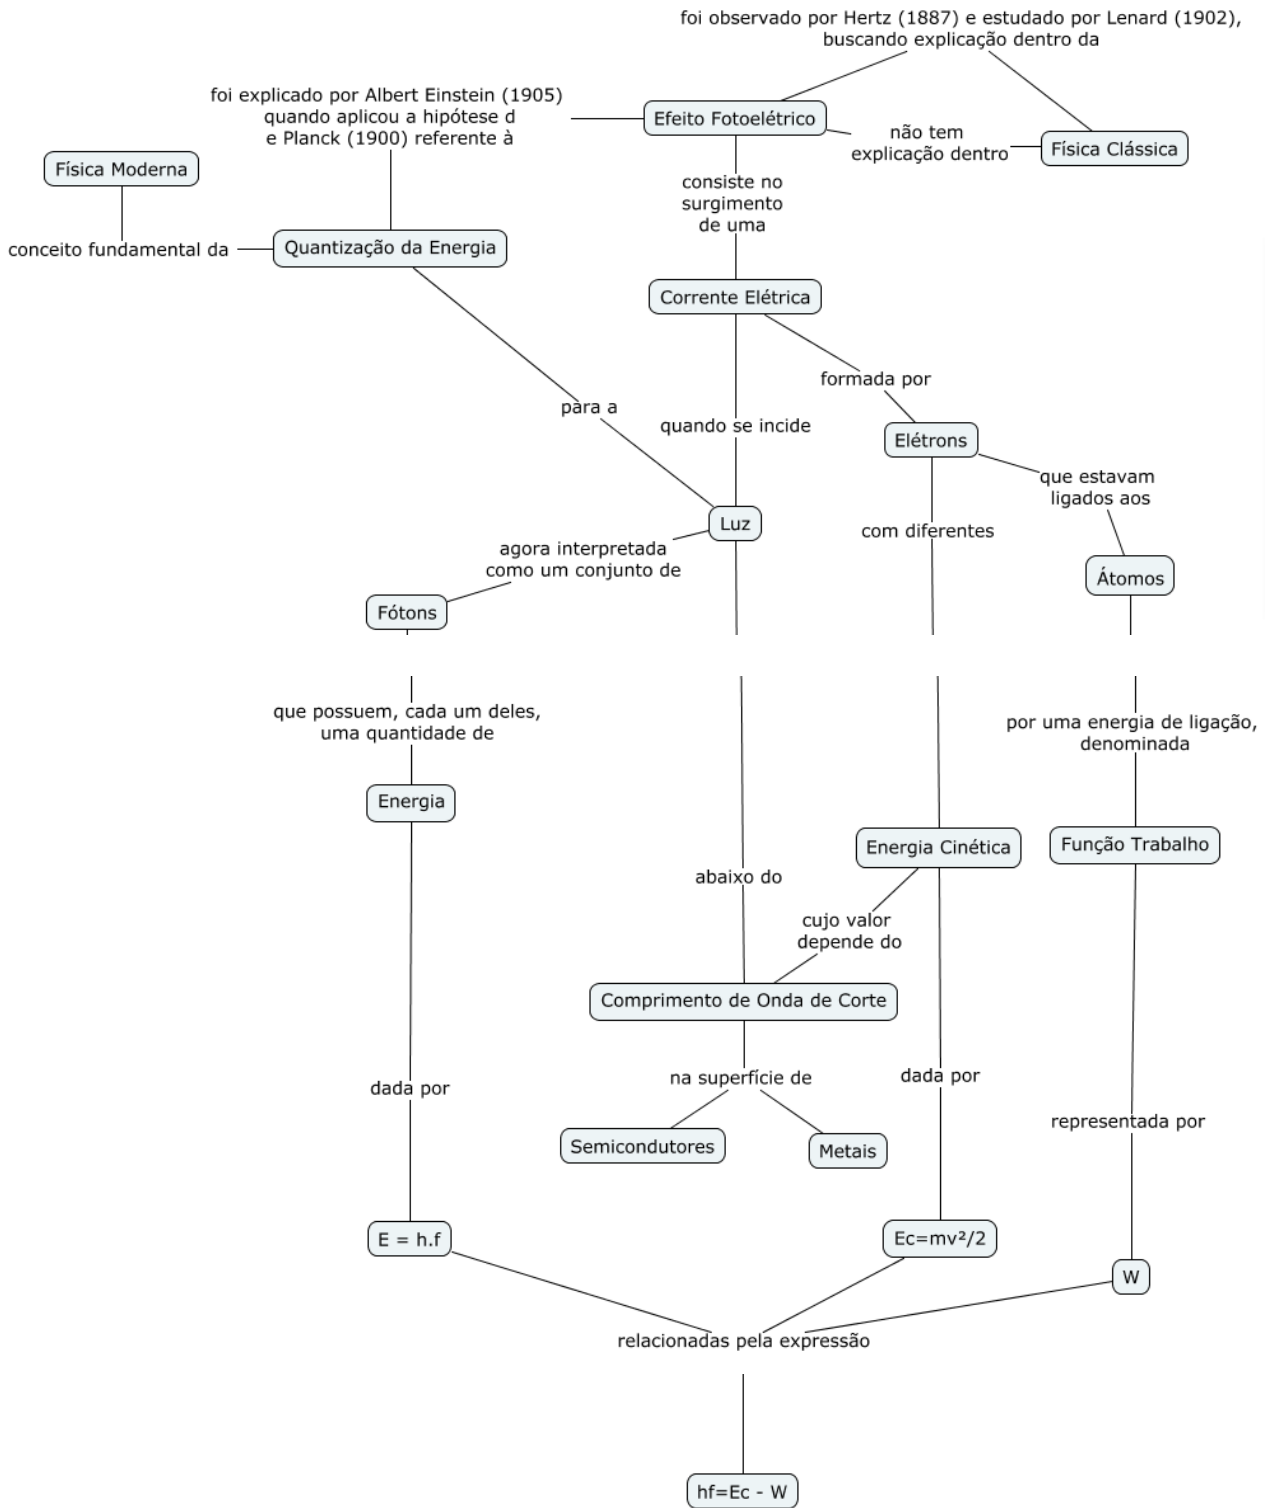 foi observado por Hertz (1887) e estudado por Lenard (1902),
buscando explicação dentro da
foi explicado por Albert Einstein (1905)
quando aplicou a hipótese d
e Planck (1900) referente à
Efeito Fotoelétrico
não tem
explicação dentro
Física Clássica
Física Moderna
consiste no
surgimento
de uma
conceito fundamental da
Quantização da Energia
Corrente Elétrica
formada por
para a
quando se incide
Elétrons
que estavam
ligados aos
Luz
com diferentes
agora interpretada
como um conjunto de
Átomos
Fótons
que possuem, cada um deles,
uma quantidade de
por uma energia de ligação,
denominada
Energia
Energia Cinética
Função Trabalho
abaixo do
cujo valor
depende do
Comprimento de Onda de Corte
na superfície de
dada por
dada por
representada por
Semicondutores
Metais
E = h.f
Ec=mv²/2
W
relacionadas pela expressão
hf=Ec - W